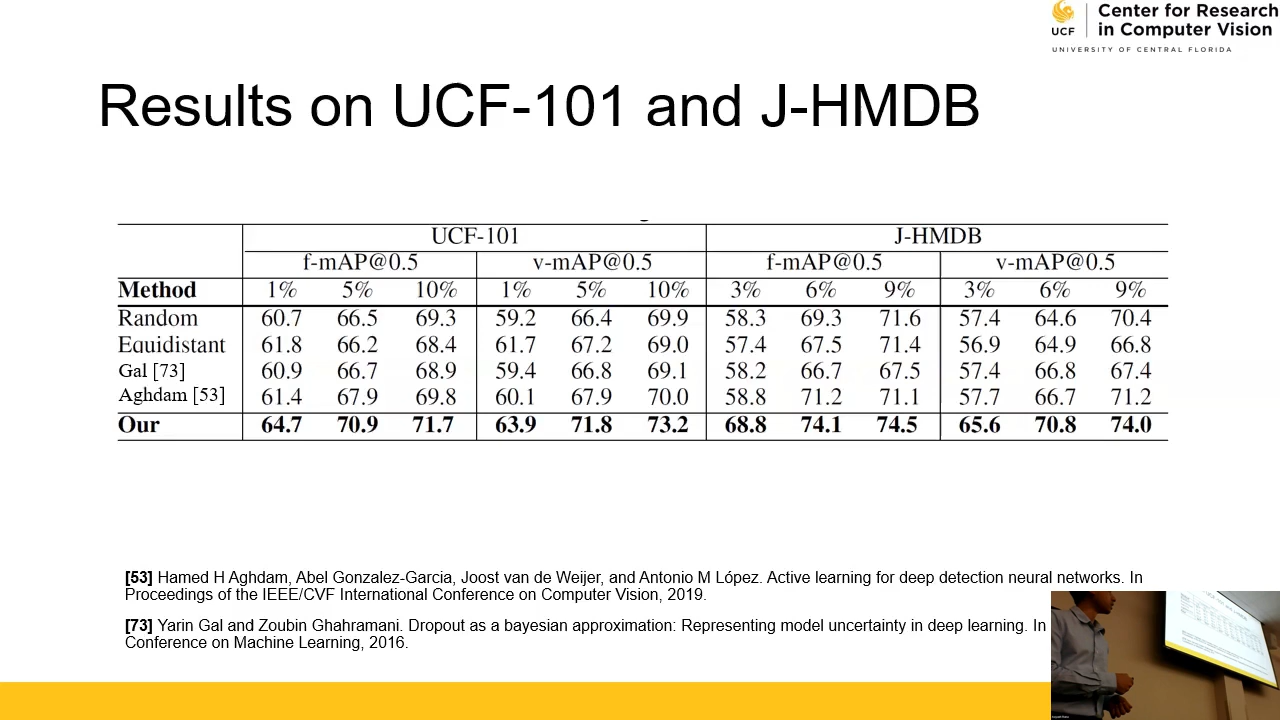 UCF
Center for Research
in Computer Vision
UNIVERSITY OF CENTRAL FLORIDA
Results on UCF-101 and J-HMDB
UCF-101 J-HMDB
f-mAP@0.5 v-mAP@0.5 f-mAP@0.5 v-mAP@0.5
Method 1% 5% 10% 1% 5% 10% 3% 6% 9% 3% 6% 9%
Random 60.7 66.5 69.3 59.2 66.4 69.9 58.3 69.3 71.6 57.4 64.6 70.4
Equidistant 61.8 66.2 68.4 61.7 67.2 69.0 57.4 67.5 71.4 56.9 64.9 66.8
Gal [73] 60.9 66.7 68.9 59.4 66.8 69.1 58.2 66.7 67.5 57.4 66.8 67.4
Aghdam [53] 61.4 67.9 69.8 60.1 67.9 70.0 58.8 71.2 71.1 57.7 66.7 71.2
Our 64.7 70.9 71.7 63.9 71.8 73.2 68.8 74.1 74.5 65.6 70.8 74.0
[53] Hamed H Aghdam, Abel Gonzalez-Garcia, Joost van de Weijer, and Antonio M López. Active learning for deep detection neural networks. In
Proceedings of the IEEE/CVF International Conference on Computer Vision, 2019.
[73] Yarin Gal and Zoubin Ghahramani. Dropout as a bayesian approximation: Representing model uncertainty in deep learning. In
Conference on Machine Learning, 2016.